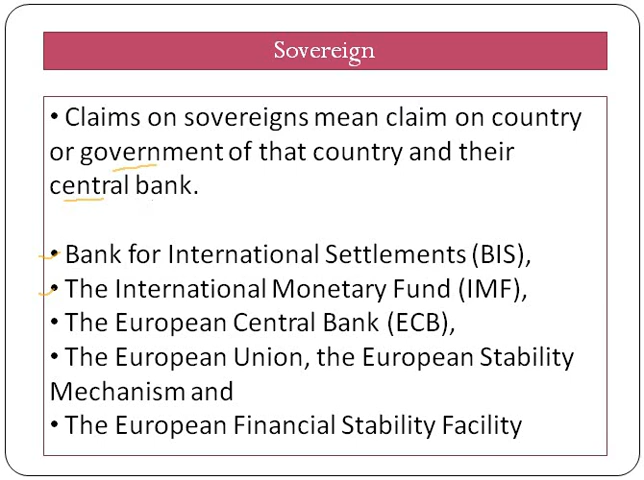 Sovereign
• Claims on sovereigns mean claim on country
or government of that country and their
central bank.
• Bank for International Settlements (BIS),
• The International Monetary Fund (IMF),
• The European Central Bank (ECB),
• The European Union, the European Stability
Mechanism and
• The European Financial Stability Facility